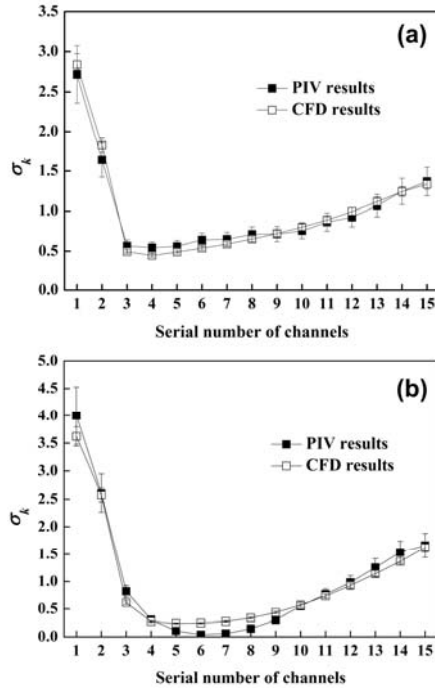 (a)
3.5
3.0
2.5
2.0
1.5
1.0
0.5
0.0
σk
PIV results
CFD results
1 2 3 4 5 6 7 8 9 10 11 12 13 14 15
Serial number of channels
(b)
5.0
4.5
4.0
3.5
3.0
2.5
2.0
1.5
1.0
0.5
0.0
σk
PIV results
CFD results
1 2 3 4 5 6 7 8 9 10 11 12 13 14 15
Serial number of channels